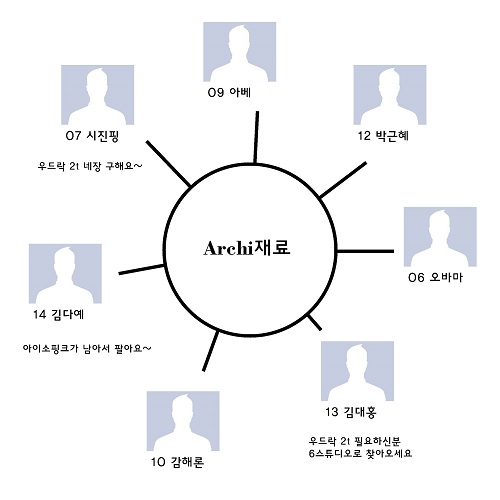 09 아베
07 시진핑
우드락 2t 네장 구해요~
12 박근혜
Archi재료
06 오바마
14 김다예
아이소핑크가 남아서 팔아요~
13 김대홍
우드락 2t 필요하신분
6스튜디오로 찾아오세요
10 감해론